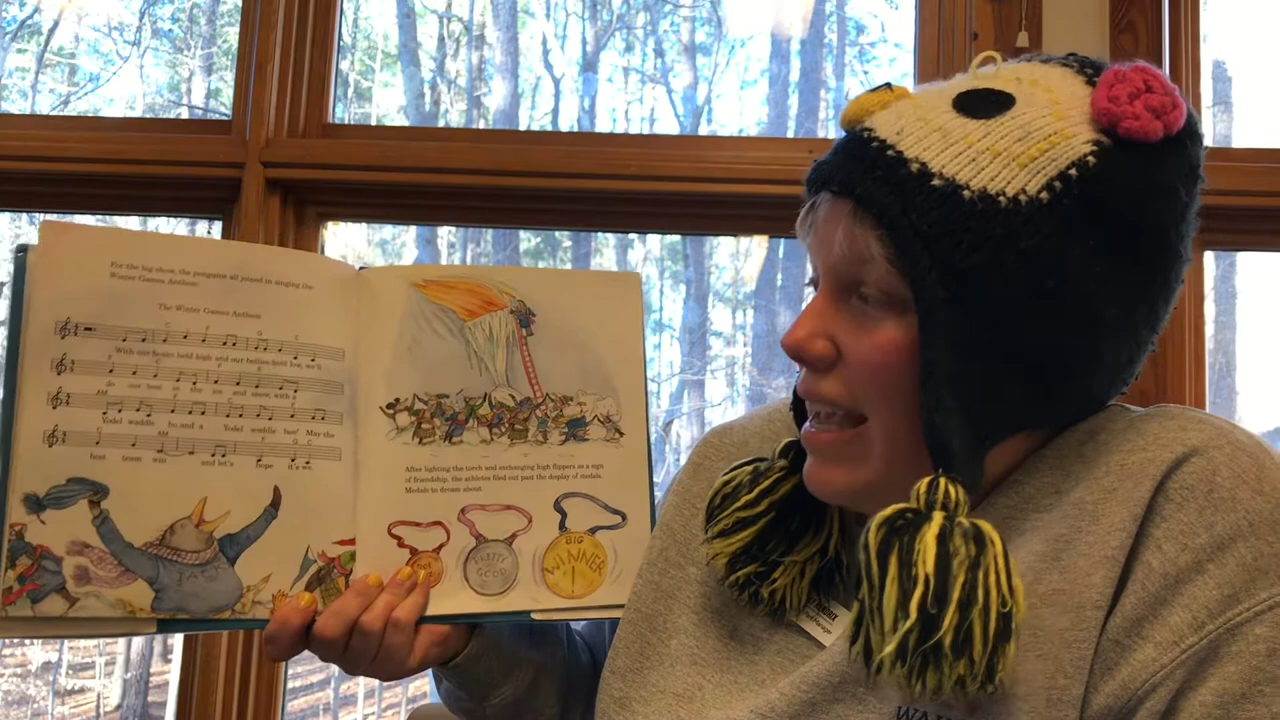 For the big show, the penguins all joined in singing the
Winter Games Anthem:
The Winter Games Anthem
With our beaks held high and our bellies held low, we'll
do our best in the ice and snow, with a
Yodel waddle ho and a Yodel waddle hee! May the
best team win and let's hope it's we.
JACK
After lighting the torch and exchanging high flippers as a sign
of friendship, the athletes filed out past the display of medals.
Medals to dream about.
PRETTY
GOOD
BIG
WINNER
!